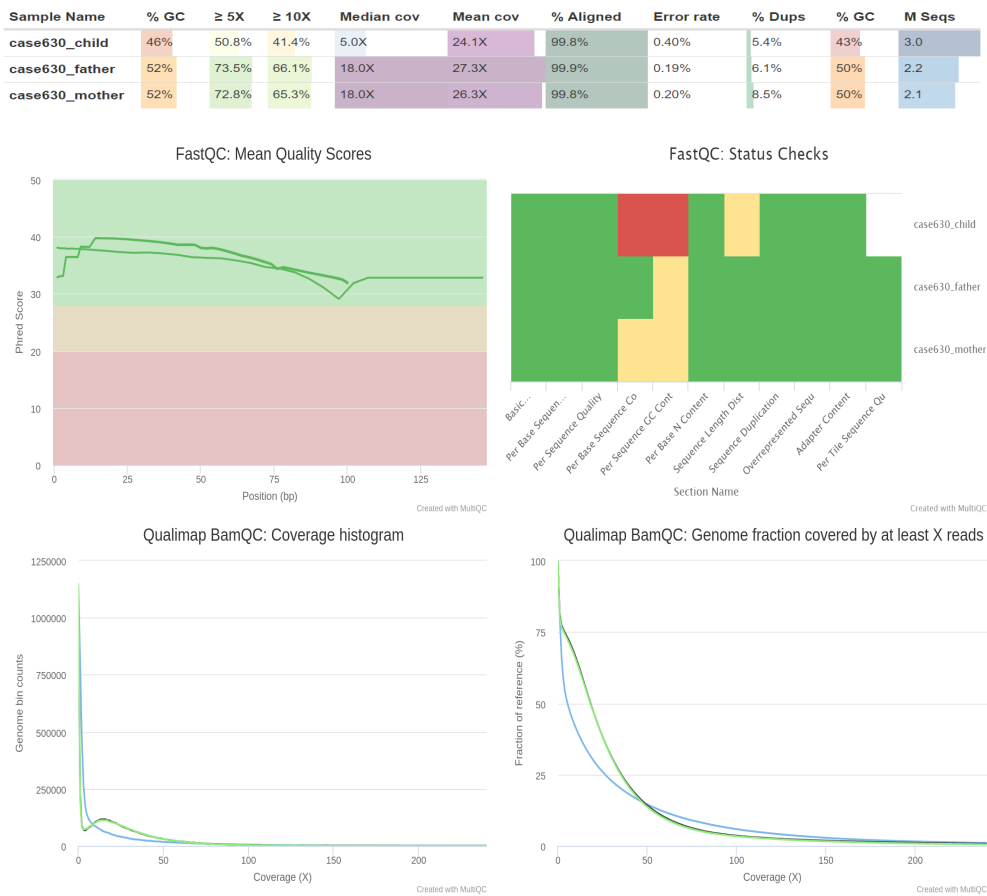 Sample Name % GC ≥ 5X ≥ 10X Median cov Mean cov % Aligned Error rate % Dups % GC M Seqs
case630_child 46% 50.8% 41.4% 5.0X 24.1X 99.8% 0.40% 5.4% 43% 3.0
case630_father 52% 73.5% 66.1% 18.0X 27.3X 99.9% 0.19% 6.1% 50% 2.2
case630_mother 52% 72.8% 65.3% 18.0X 26.3X 99.8% 0.20% 8.5% 50% 2.1
FastQC: Mean Quality Scores
Phred Score
50
40
30
20
10
0
0 25 50 75 100 125
Position (bp)
Created with MultiQC
FastQC: Status Checks
case630_child
case630_father
case630_mother
Basic...
Per Base Sequen...
Per Sequence Quality
Per Base Sequence Co
Per Sequence GC Cont
Per Base N Content
Sequence Length Dist
Sequence Duplication
Overrepresented Sequ
Adapter Content
Per Tile Sequence Qu
Section Name
Created with MultiQC
Qualimap BamQC: Coverage histogram
Genome bin counts
1250000
1000000
750000
500000
250000
0
0 50 100 150 200
Coverage (X)
Created with MultiQC
Qualimap BamQC: Genome fraction covered by at least X reads
Fraction of reference (%)
100
75
50
25
0
0 50 100 150 200
Coverage (X)
Created with MultiQC